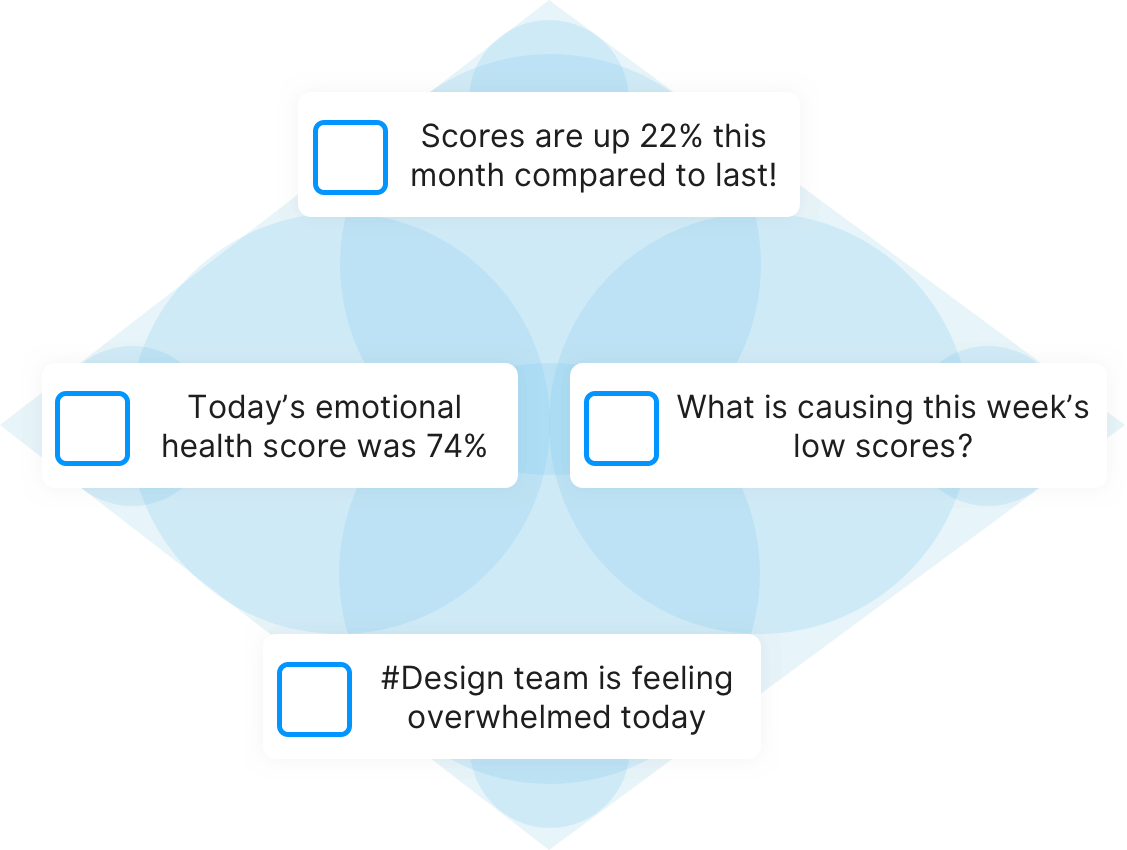 Scores are up 22% this
month compared to last!
Today’s emotional
health score was 74%
What is causing this week’s
low scores?
#Design team is feeling
overwhelmed today